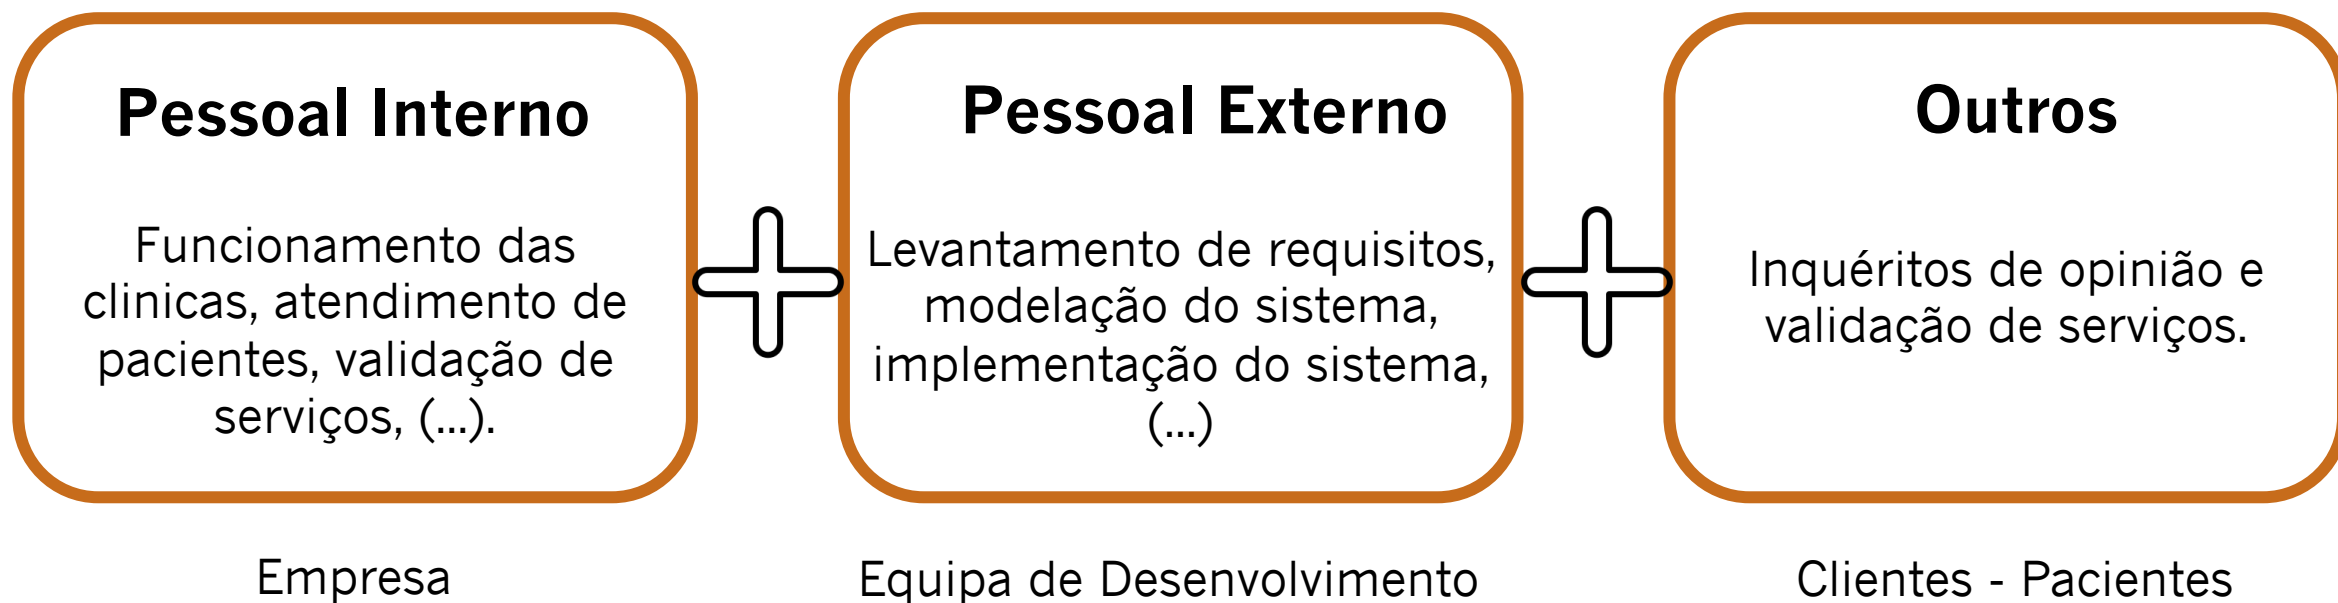 Pessoal Interno
Funcionamento das
clinicas, atendimento de
pacientes, validação de
serviços, (...).
Empresa
Pessoal Externo
Levantamento de requisitos,
modelação do sistema,
implementação do sistema,
(...)
Equipa de Desenvolvimento
Outros
Inquéritos de opinião e
validação de serviços.
Clientes - Pacientes